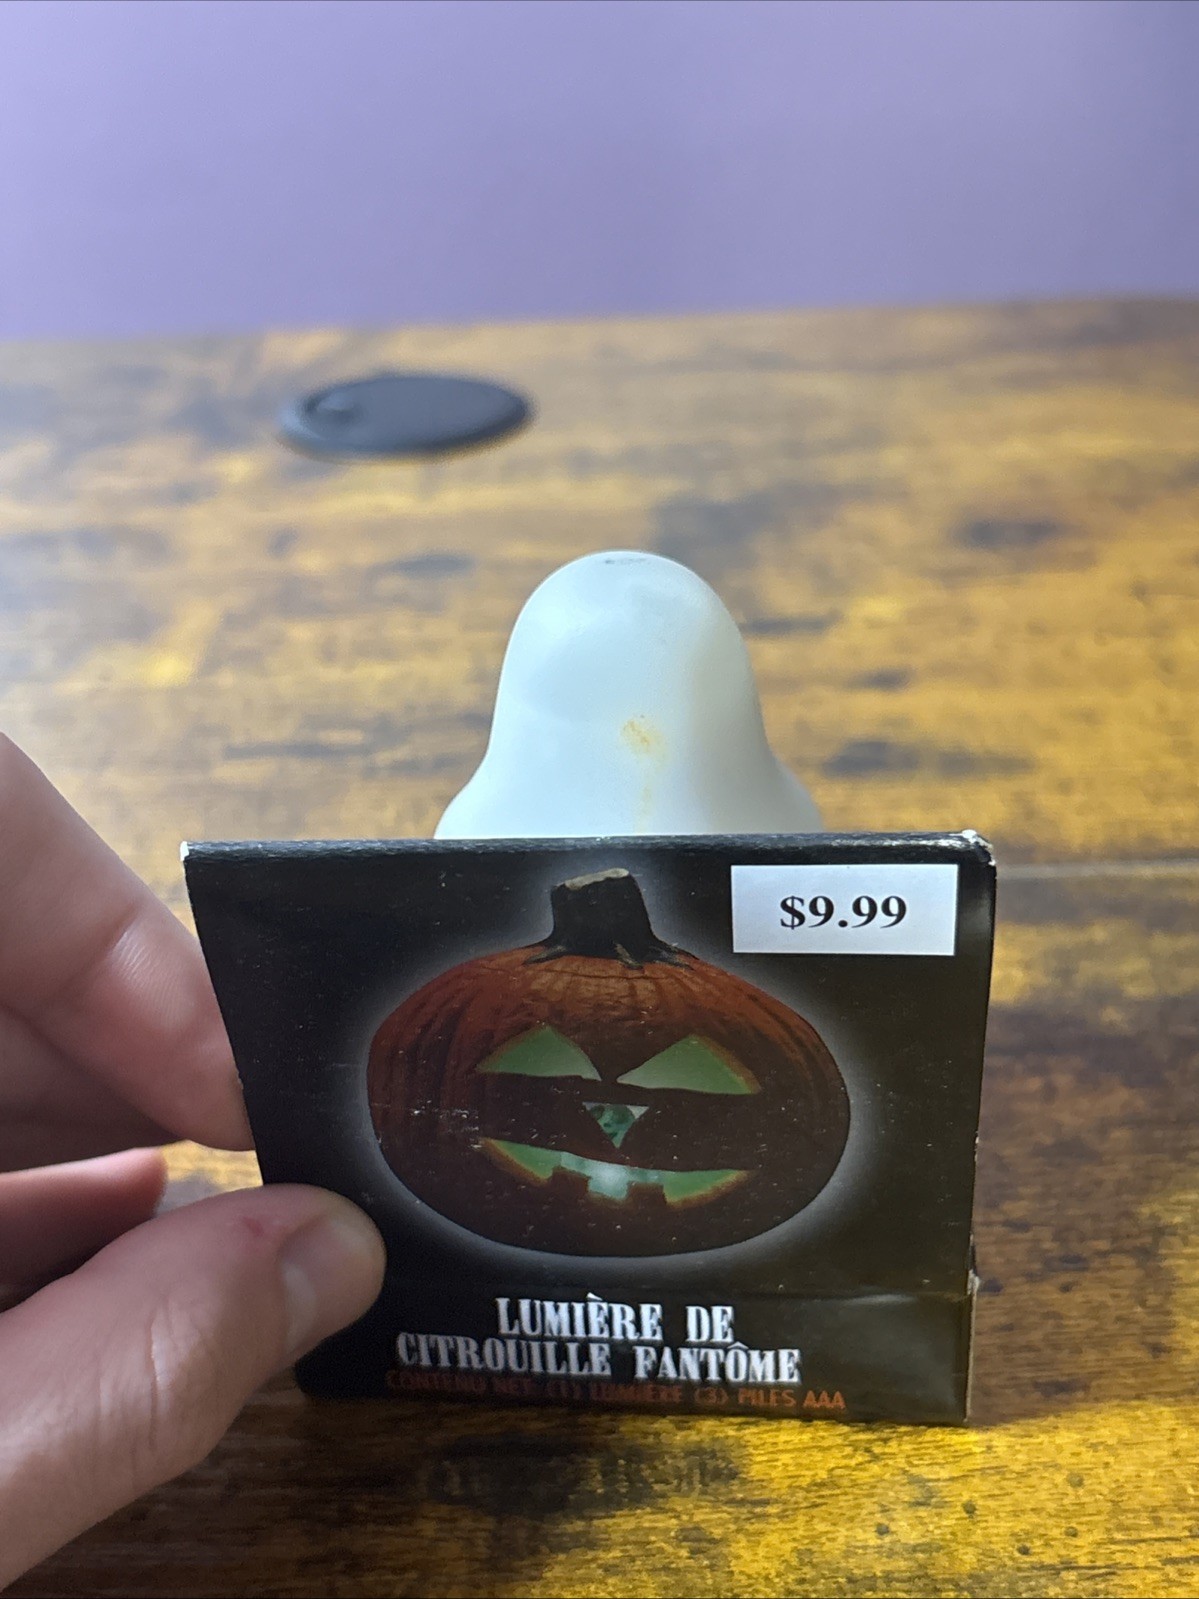 $9.99
LUMIÈRE DE
CITROUILLE FANTÔME
CONTENU NET (1) LUMIÈRE (3) PILES AAA